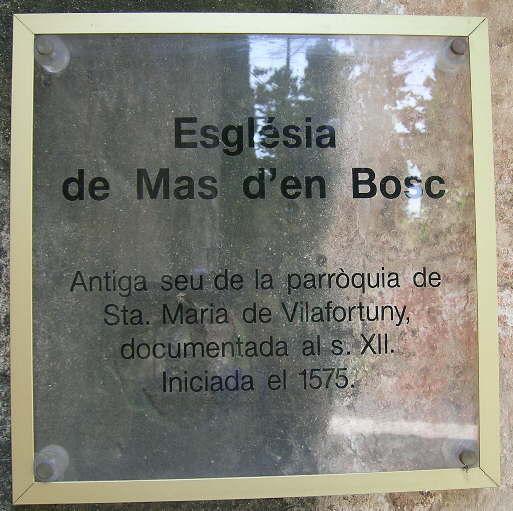 Església
de Mas d'en Bosc
Antiga seu de la parròquia de
Sta. Maria de Vilafortuny,
documentada al s. XII.
Iniciada el 1575.